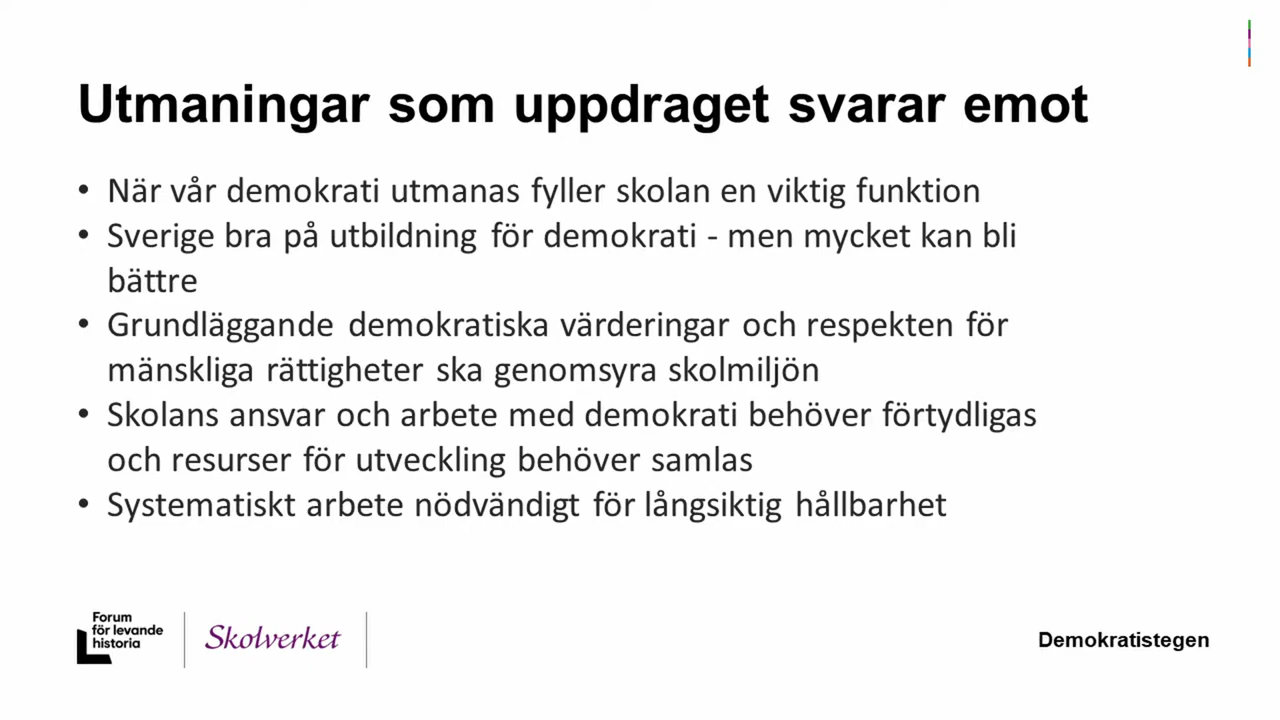 Utmaningar som uppdraget svarar emot
• När vår demokrati utmanas fyller skolan en viktig funktion
• Sverige bra på utbildning för demokrati - men mycket kan bli
bättre
• Grundläggande demokratiska värderingar och respekten för
mänskliga rättigheter ska genomsyra skolmiljön
• Skolans ansvar och arbete med demokrati behöver förtydligas
och resurser för utveckling behöver samlas
• Systematiskt arbete nödvändigt för långsiktig hållbarhet
Forum
för levande
historia
Skolverket
Demokratistegen